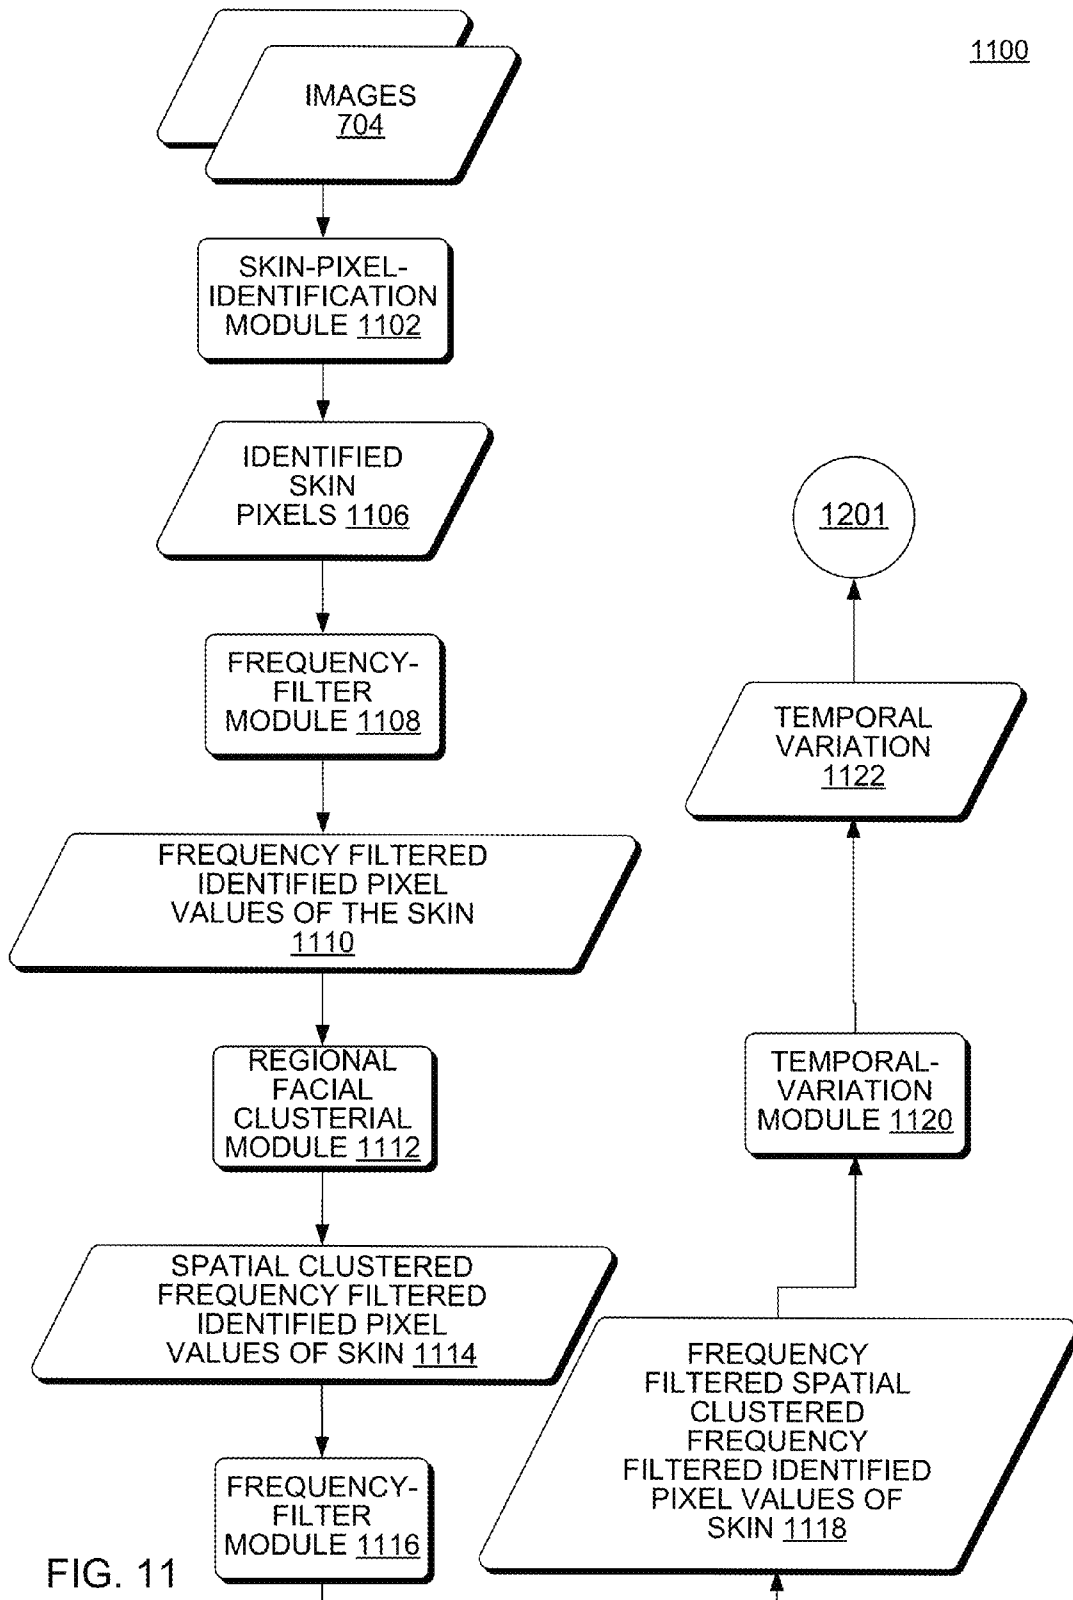 1100
IMAGES
704
SKIN-PIXEL-
IDENTIFICATION
MODULE 1102
IDENTIFIED
SKIN
PIXELS 1106
FREQUENCY-
FILTER
MODULE 1108
FREQUENCY FILTERED
IDENTIFIED PIXEL
VALUES OF THE SKIN
1110
REGIONAL
FACIAL
CLUSTERIAL
MODULE 1112
SPATIAL CLUSTERED
FREQUENCY FILTERED
IDENTIFIED PIXEL
VALUES OF SKIN 1114
FREQUENCY-
FILTER
MODULE 1116
FREQUENCY
FILTERED SPATIAL
CLUSTERED
FREQUENCY
FILTERED IDENTIFIED
PIXEL VALUES OF
SKIN 1118
TEMPORAL-
VARIATION
MODULE 1120
TEMPORAL
VARIATION
1122
1201
FIG. 11